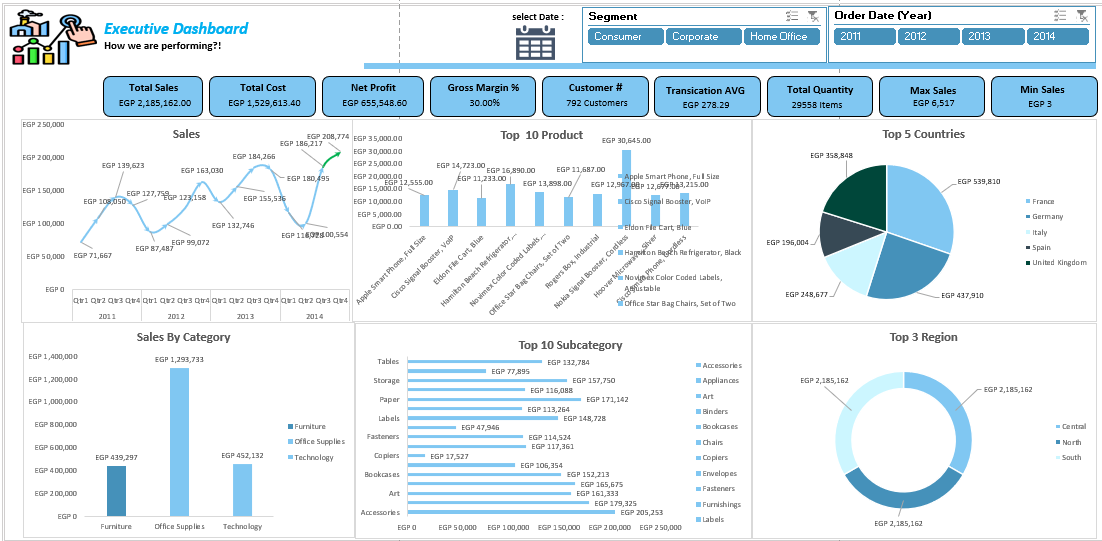 Executive Dashboard
How we are performing?!
select Date :
Segment
Consumer
Corporate
Home Office
Order Date (Year)
2011
2012
2013
2014
Total Sales
EGP 2,185,162.00
Total Cost
EGP 1,529,613.40
Net Profit
EGP 655,548.60
Gross Margin %
30.00%
Customer #
792 Customers
Transication AVG
EGP 278.29
Total Quantity
29558 Items
Max Sales
EGP 6,517
Min Sales
EGP 3
Sales
EGP 250,000
EGP 200,000
EGP 150,000
EGP 100,000
EGP 50,000
EGP 0
EGP 71,667
EGP 108,050
EGP 139,623
EGP 127,759
EGP 87,487
EGP 99,072
EGP 123,158
EGP 163,030
EGP 132,746
EGP 155,536
EGP 184,266
EGP 180,495
EGP 100,554
EGP 186,217
EGP 208,774
Qtr1 Qtr2 Qtr3 Qtr4 Qtr1 Qtr2 Qtr3 Qtr4 Qtr1 Qtr2 Qtr3 Qtr4 Qtr1 Qtr2 Qtr3 Qtr4
2011 2012 2013 2014
Top 10 Product
EGP 35,000.00
EGP 30,000.00
EGP 25,000.00
EGP 20,000.00
EGP 15,000.00
EGP 10,000.00
EGP 5,000.00
EGP 0.00
EGP 12,555.00
EGP 14,723.00
EGP 11,233.00
EGP 16,890.00
EGP 13,898.00
EGP 11,687.00
EGP 12,967.00
EGP 30,645.00
EGP 12,677.00
EGP 13,215.00
Apple Smart Phone, Full Size
Cisco Signal Booster, VoIP
Eldon File Cart, Blue
Hamilton Beach Refrigerator,...
Novimex Color Coded Labels,...
Office Star Bag Chairs, Set of Two
Rogers Box, Industrial
Nokia Signal Booster, Cordless
Hoover Microwave, Silver
Cisco Smart Phone, Cordless
Apple Smart Phone, Full Size
Cisco Signal Booster, VoIP
Eldon File Cart, Blue
Hamilton Beach Refrigerator, Black
Novimex Color Coded Labels,
Adjustable
Office Star Bag Chairs, Set of Two
Top 5 Countries
EGP 358,848
EGP 539,810
EGP 196,004
EGP 248,677
EGP 437,910
France
Germany
Italy
Spain
United Kingdom
Sales By Category
EGP 1,400,000
EGP 1,200,000
EGP 1,000,000
EGP 800,000
EGP 600,000
EGP 400,000
EGP 200,000
EGP 0
EGP 439,297
EGP 1,293,733
EGP 452,132
Furniture
Office Supplies
Technology
Furniture
Office Supplies
Technology
Top 10 Subcategory
Tables
Storage
Paper
Labels
Fasteners
Copiers
Bookcases
Art
Accessories
EGP 132,784
EGP 77,895
EGP 157,750
EGP 116,088
EGP 171,142
EGP 113,264
EGP 148,728
EGP 47,946
EGP 114,524
EGP 117,361
EGP 17,527
EGP 106,354
EGP 152,213
EGP 165,675
EGP 161,333
EGP 179,325
EGP 205,253
EGP 0 EGP 50,000 EGP 100,000 EGP 150,000 EGP 200,000 EGP 250,000
Accessories
Appliances
Art
Binders
Bookcases
Chairs
Copiers
Envelopes
Fasteners
Furnishings
Labels
Top 3 Region
EGP 2,185,162
EGP 2,185,162
EGP 2,185,162
Central
North
South